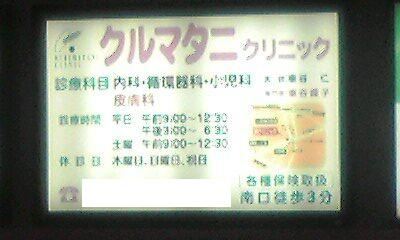 クルマタニ クリニック
診療科目 内科・循環器科・小児科
皮膚科
診療時間 平日 午前9:00〜12:30
午後3:00〜6:30
土曜 午前9:00〜12:30
休診日 木曜日、日曜日、祝日
各種保険取扱
南口徒歩3分